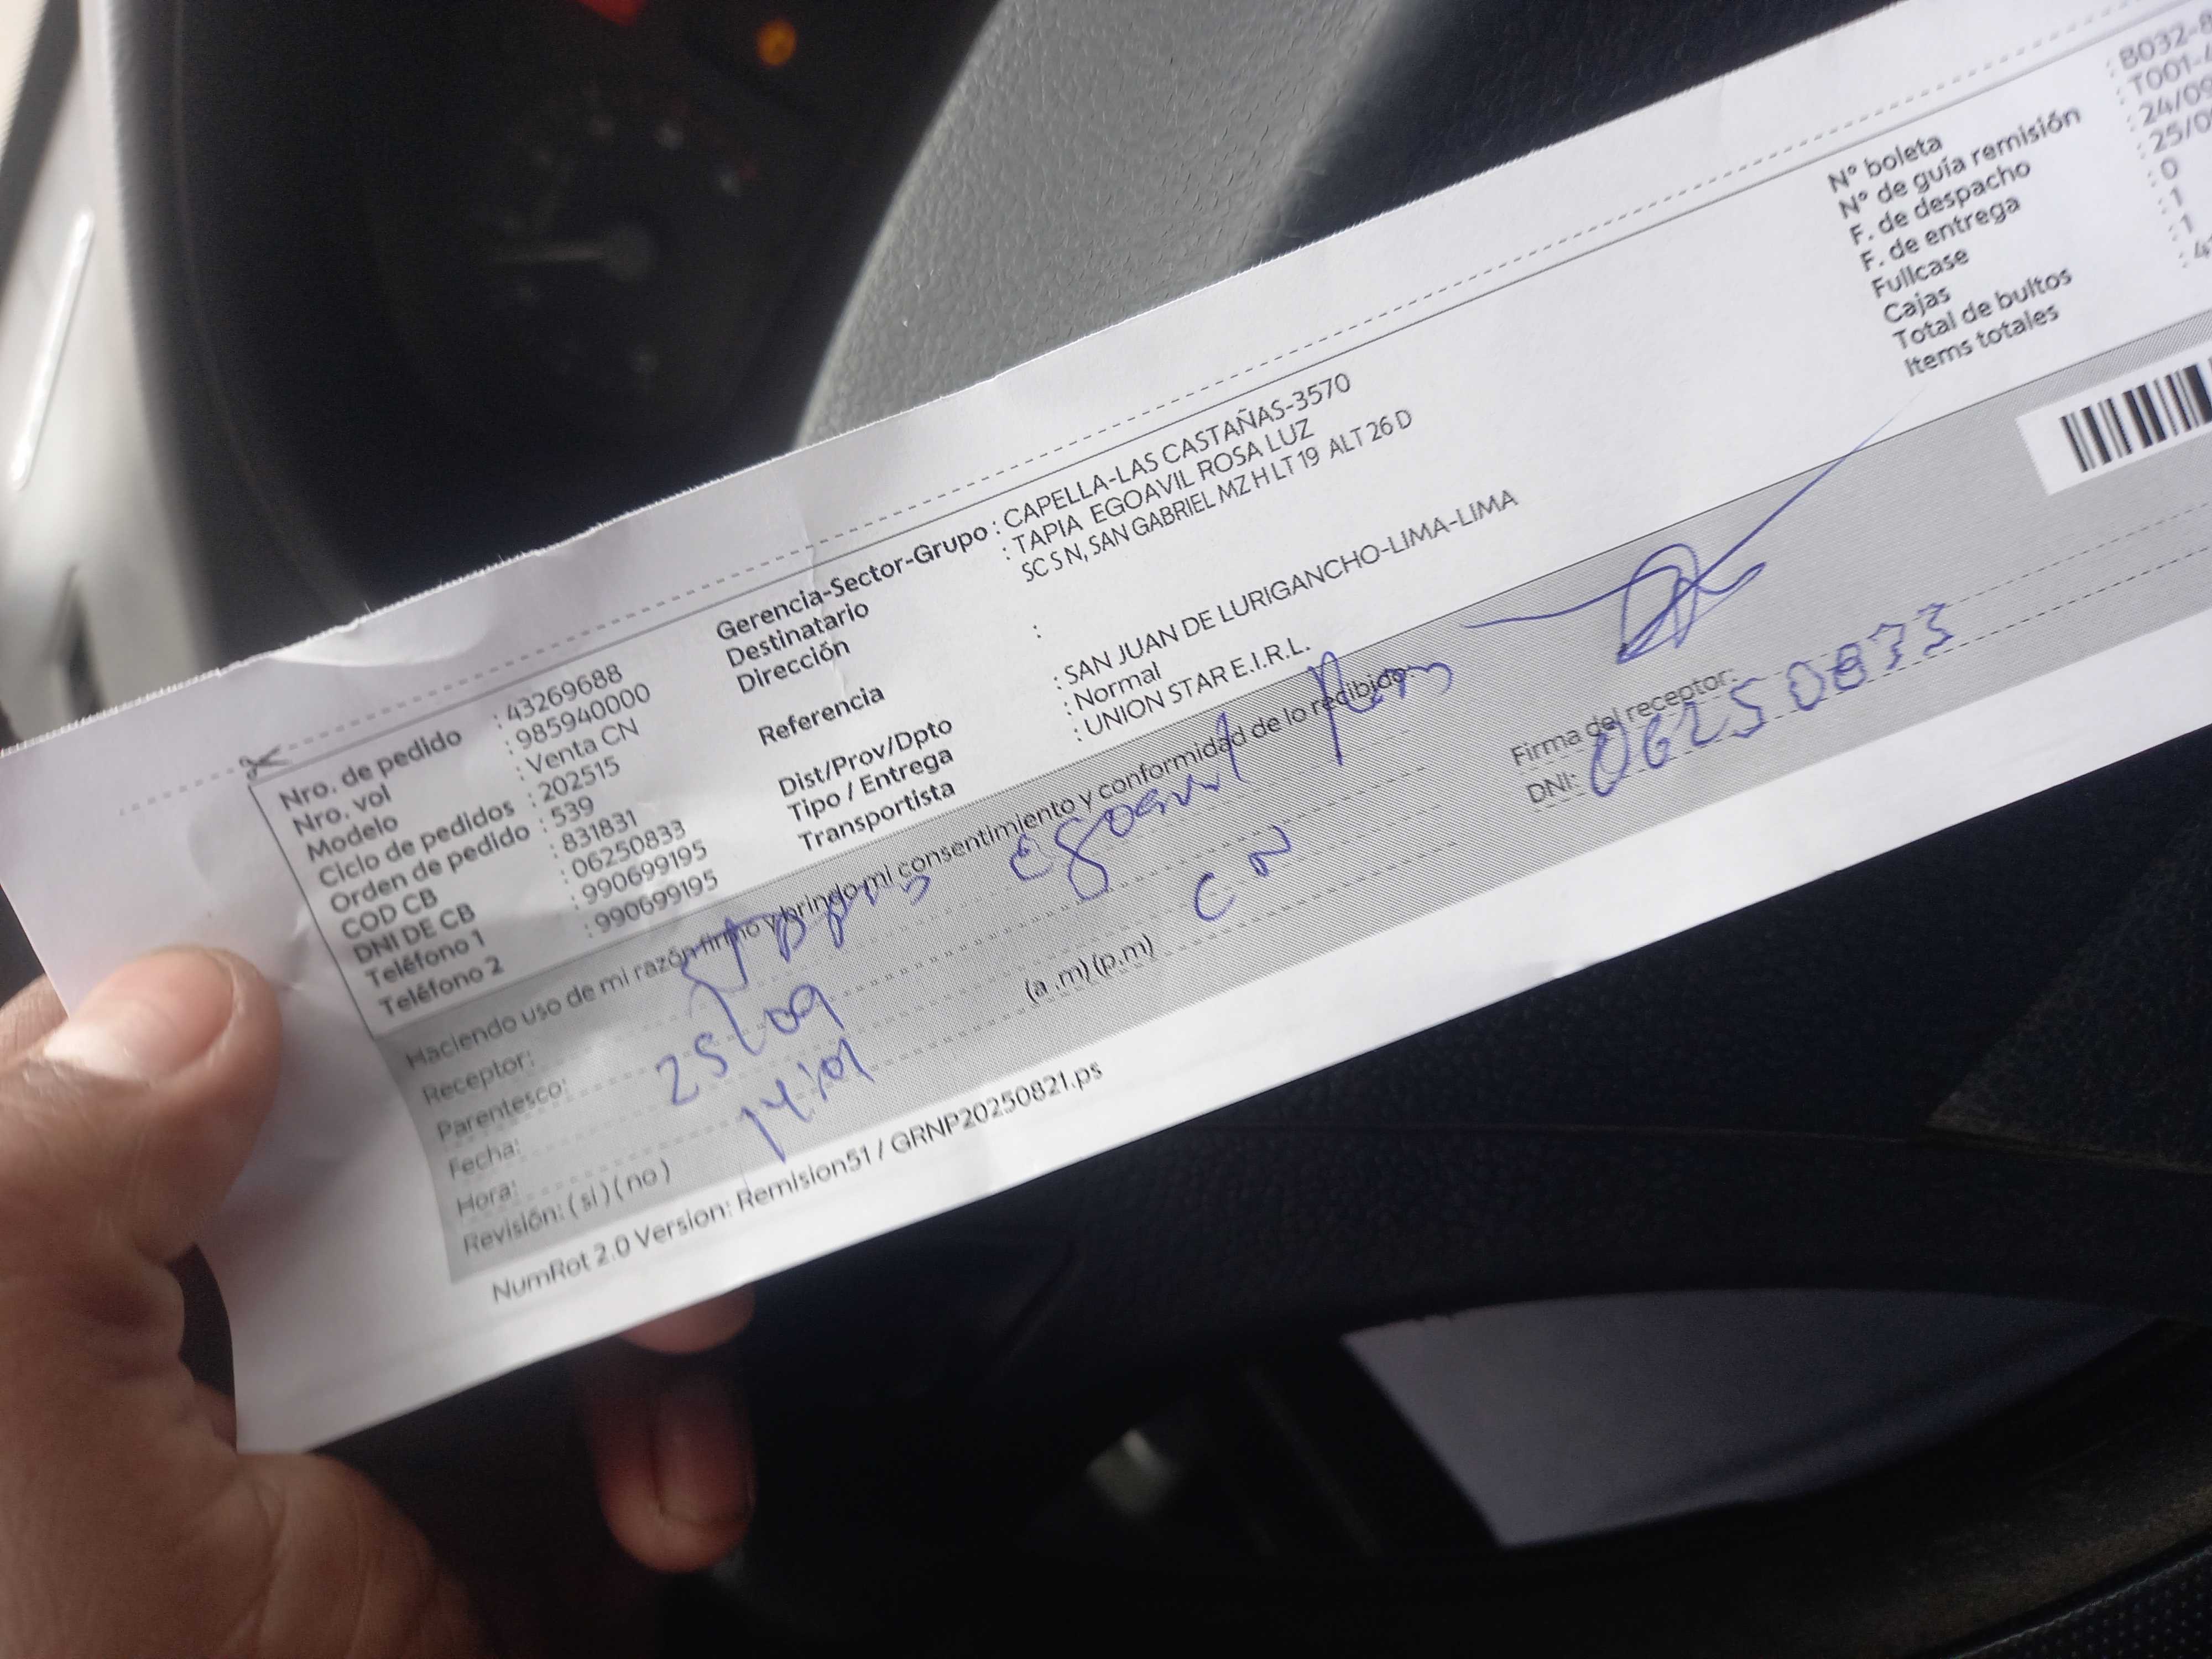 Nro. de pedido : 43269688
Nro. vol : 985940000
Modelo : Venta CN
Ciclo de pedidos : 202515
Orden de pedido : 539
COD CB : 831831
DNI DE CB : 06250833
Teléfono 1 : 990699195
Teléfono 2 : 990699195
Gerencia-Sector-Grupo : CAPELLA-LAS CASTAÑAS-3570
Destinatario : TAPIA EGOAVIL ROSA LUZ
Dirección SC S N, SAN GABRIEL MZ H LT 19 ALT 26 D
Referencia :
Dist/Prov/Dpto : SAN JUAN DE LURIGANCHO-LIMA-LIMA
Tipo / Entrega : Normal
Transportista : UNION STAR E.I.R.L.
N° boleta : B032-8
N° de guía remisión : T001-4
F. de despacho : 24/09
F. de entrega : 25/09
Fullcase : 0
Cajas : 1
Total de bultos : 1
Items totales : 4
Haciendo uso de mi razón firmo y brindo mi consentimiento y conformidad de lo recibido.
Receptor: Egoavil
Parentesco: CN
Fecha: 25/09
Hora: 14:01 (a.m)(p.m)
Revisión: (si)(no)
Firma del receptor:
DNI: 06250833
NumRot 2.0 Version: Remision51 / GRNP20250821.ps